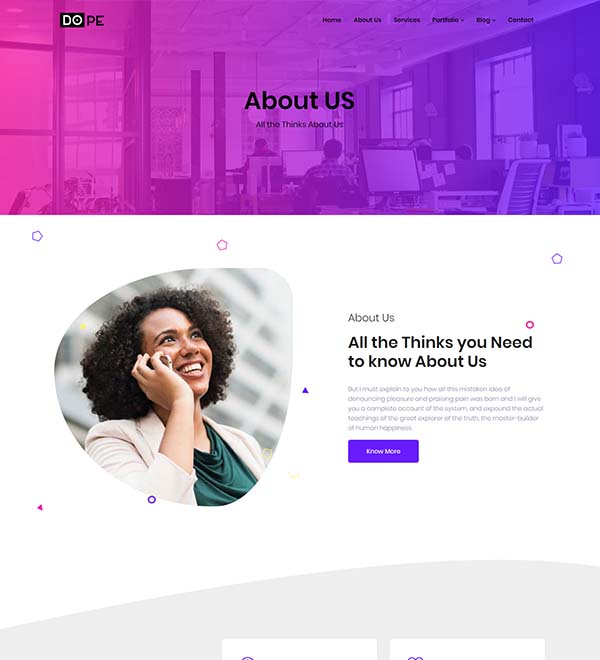 DOPE
Home About Us Services Portfolio Blog Contact
About US
All the Thinks About Us
About Us
All the Thinks you Need
to know About Us
But I must explain to you how all this mistaken idea of
denouncing pleasure and praising pain was born and I will give
you a complete account of the system, and expound the actual
teachings of the great explorer of the truth, the master-builder
of human happiness.
Know More